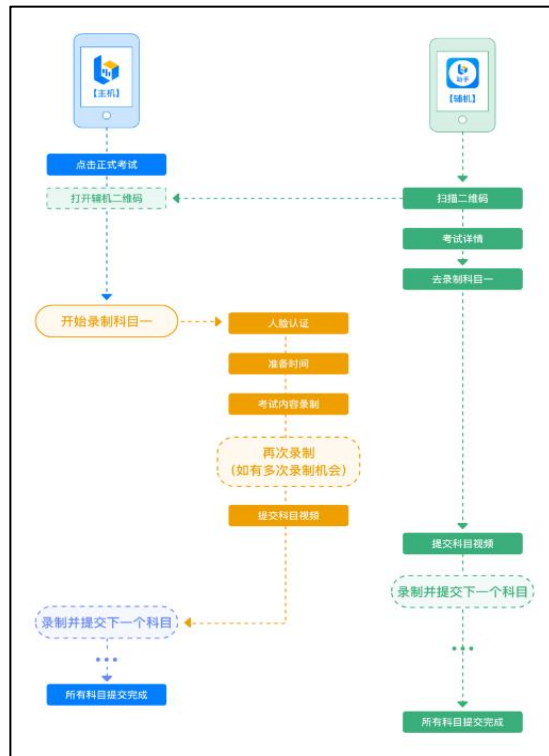 【主机】
助手
【辅机】
点击正式考试
打开辅机二维码
扫描二维码
考试详情
去录制科目一
开始录制科目一
人脸认证
准备时间
考试内容录制
再次录制
(如有多次录制机会)
提交科目视频
提交科目视频
录制并提交下一个科目
录制并提交下一个科目
所有科目提交完成
所有科目提交完成